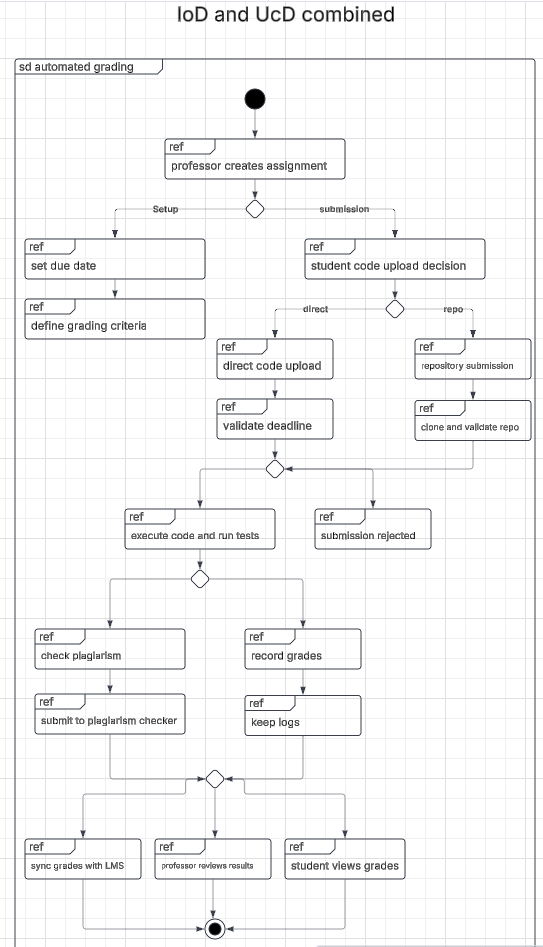 IoD and UcD combined
sd automated grading
ref
professor creates assignment
Setup
submission
ref
set due date
ref
student code upload decision
ref
define grading criteria
direct
repo
ref
direct code upload
ref
repository submission
ref
validate deadline
ref
clone and validate repo
ref
execute code and run tests
ref
submission rejected
ref
check plagiarism
ref
record grades
ref
submit to plagiarism checker
ref
keep logs
ref
sync grades with LMS
ref
professor reviews results
ref
student views grades